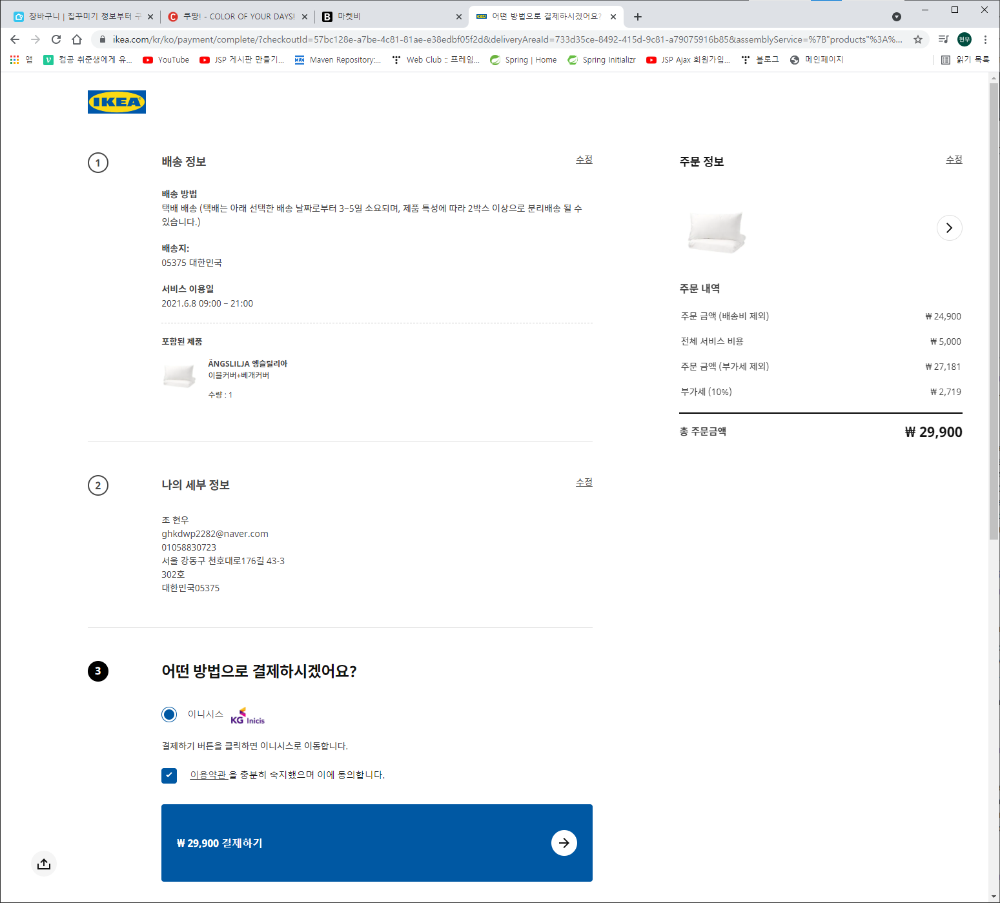 장바구니 | 집꾸미기 정보부터 구
쿠팡! - COLOR OF YOUR DAYS!
마켓비
어떤 방법으로 결제하시겠어요?
ikea.com/kr/ko/payment/complete/?checkoutId=57bc128e-a7be-4c81-81ae-e38edbf05f2d&deliveryAreaId=733d35ce-8492-415d-9c81-a79075916b85&assemblyService=%7B"products"%3A%...
현우
앱
컴공 취준생에게 유...
YouTube
JSP 게시판 만들기...
Maven Repository:...
Web Club :: 프레임...
Spring | Home
Spring Initializr
JSP Ajax 회원가입...
블로그
메인페이지
읽기 목록
IKEA
1
배송 정보
수정
배송 방법
택배 배송 (택배는 아래 선택한 배송 날짜로부터 3–5일 소요되며, 제품 특성에 따라 2박스 이상으로 분리배송 될 수
있습니다.)
배송지:
05375 대한민국
서비스 이용일
2021.6.8 09:00 – 21:00
포함된 제품
ÄNGSLILJA 엥슬릴리아
이불커버+베개커버
수량 : 1
2
나의 세부 정보
수정
조 현우
ghkdwp2282@naver.com
01058830723
서울 강동구 천호대로176길 43-3
302호
대한민국05375
3
어떤 방법으로 결제하시겠어요?
이니시스
KG Inicis
결제하기 버튼을 클릭하면 이니시스로 이동합니다.
이용약관 을 충분히 숙지했으며 이에 동의합니다.
₩ 29,900 결제하기
주문 정보
수정
주문 내역
주문 금액 (배송비 제외) ₩ 24,900
전체 서비스 비용 ₩ 5,000
주문 금액 (부가세 제외) ₩ 27,181
부가세 (10%) ₩ 2,719
총 주문금액 ₩ 29,900